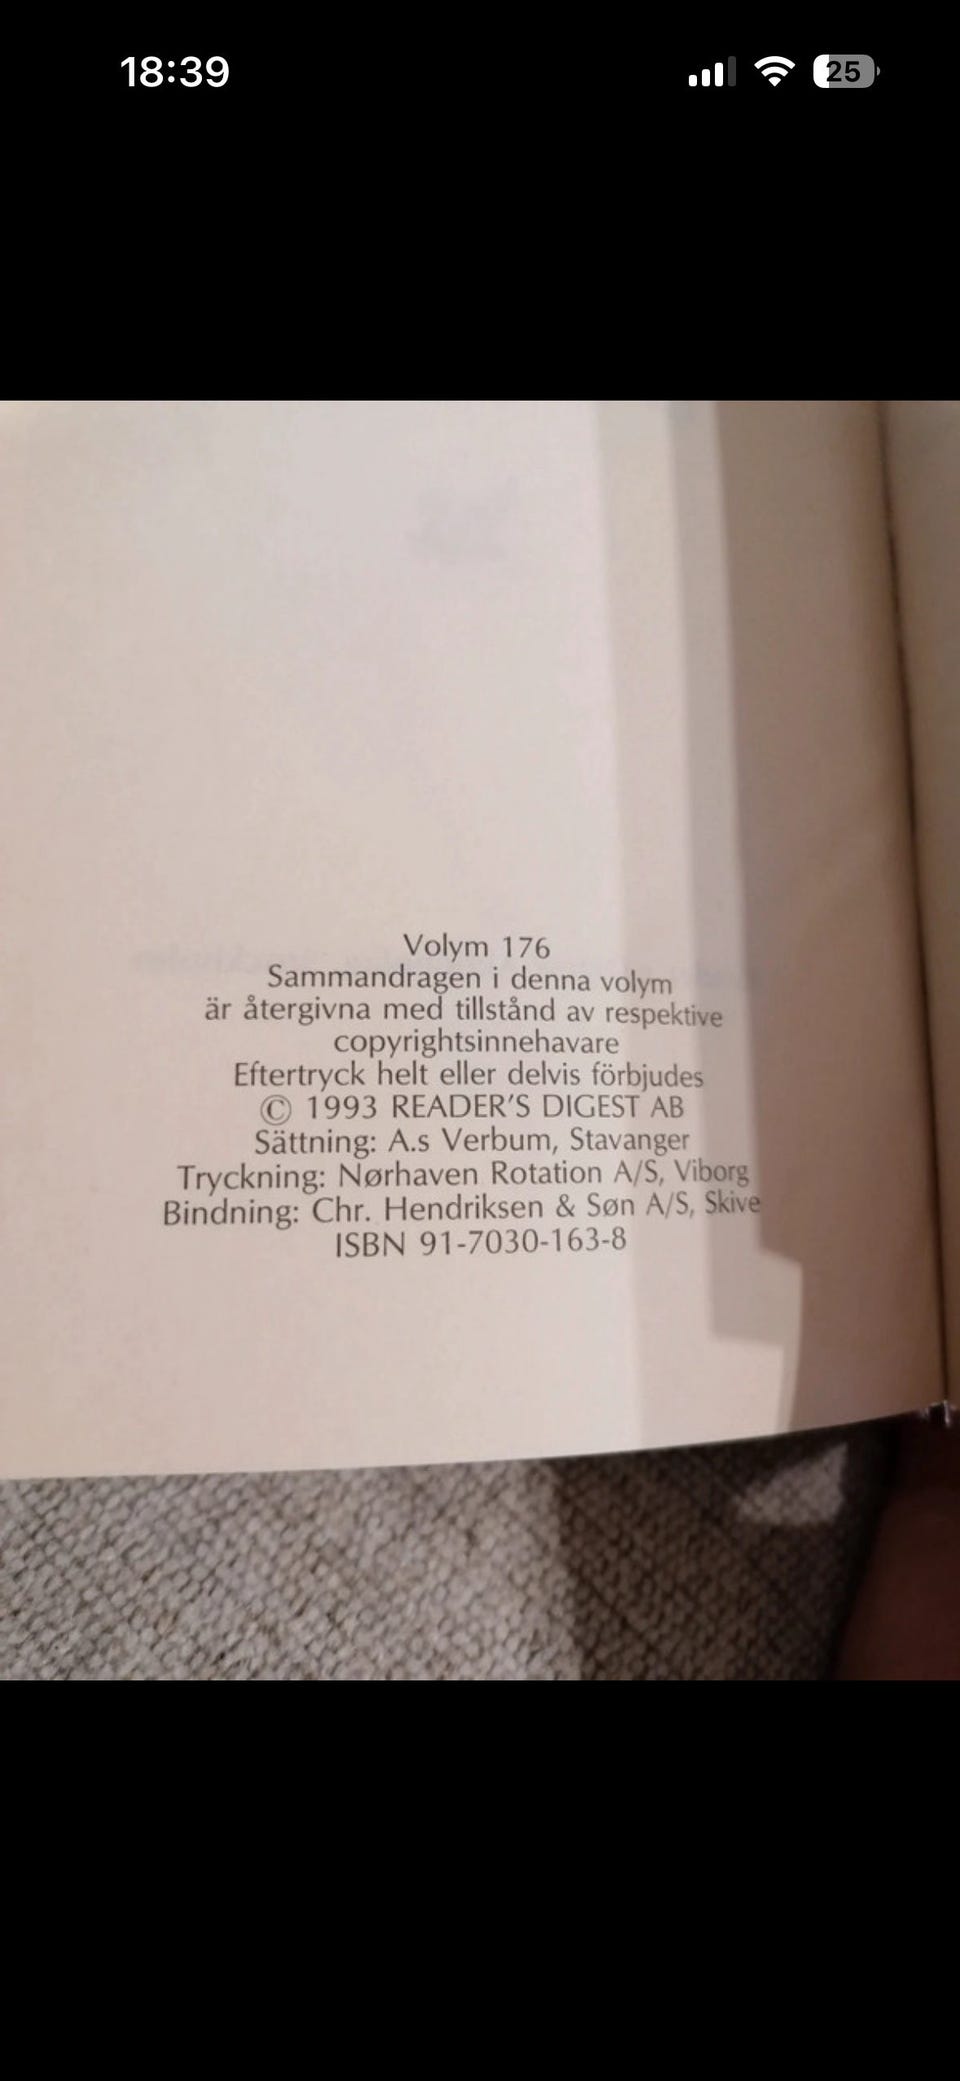 18:39
25
Volym 176
Sammandragen i denna volym
är återgivna med tillstånd av respektive
copyrightsinnehavare
Eftertryck helt eller delvis förbjudes
© 1993 READER'S DIGEST AB
Sättning: A.s Verbum, Stavanger
Tryckning: Nørhaven Rotation A/S, Viborg
Bindning: Chr. Hendriksen & Søn A/S, Skive
ISBN 91-7030-163-8